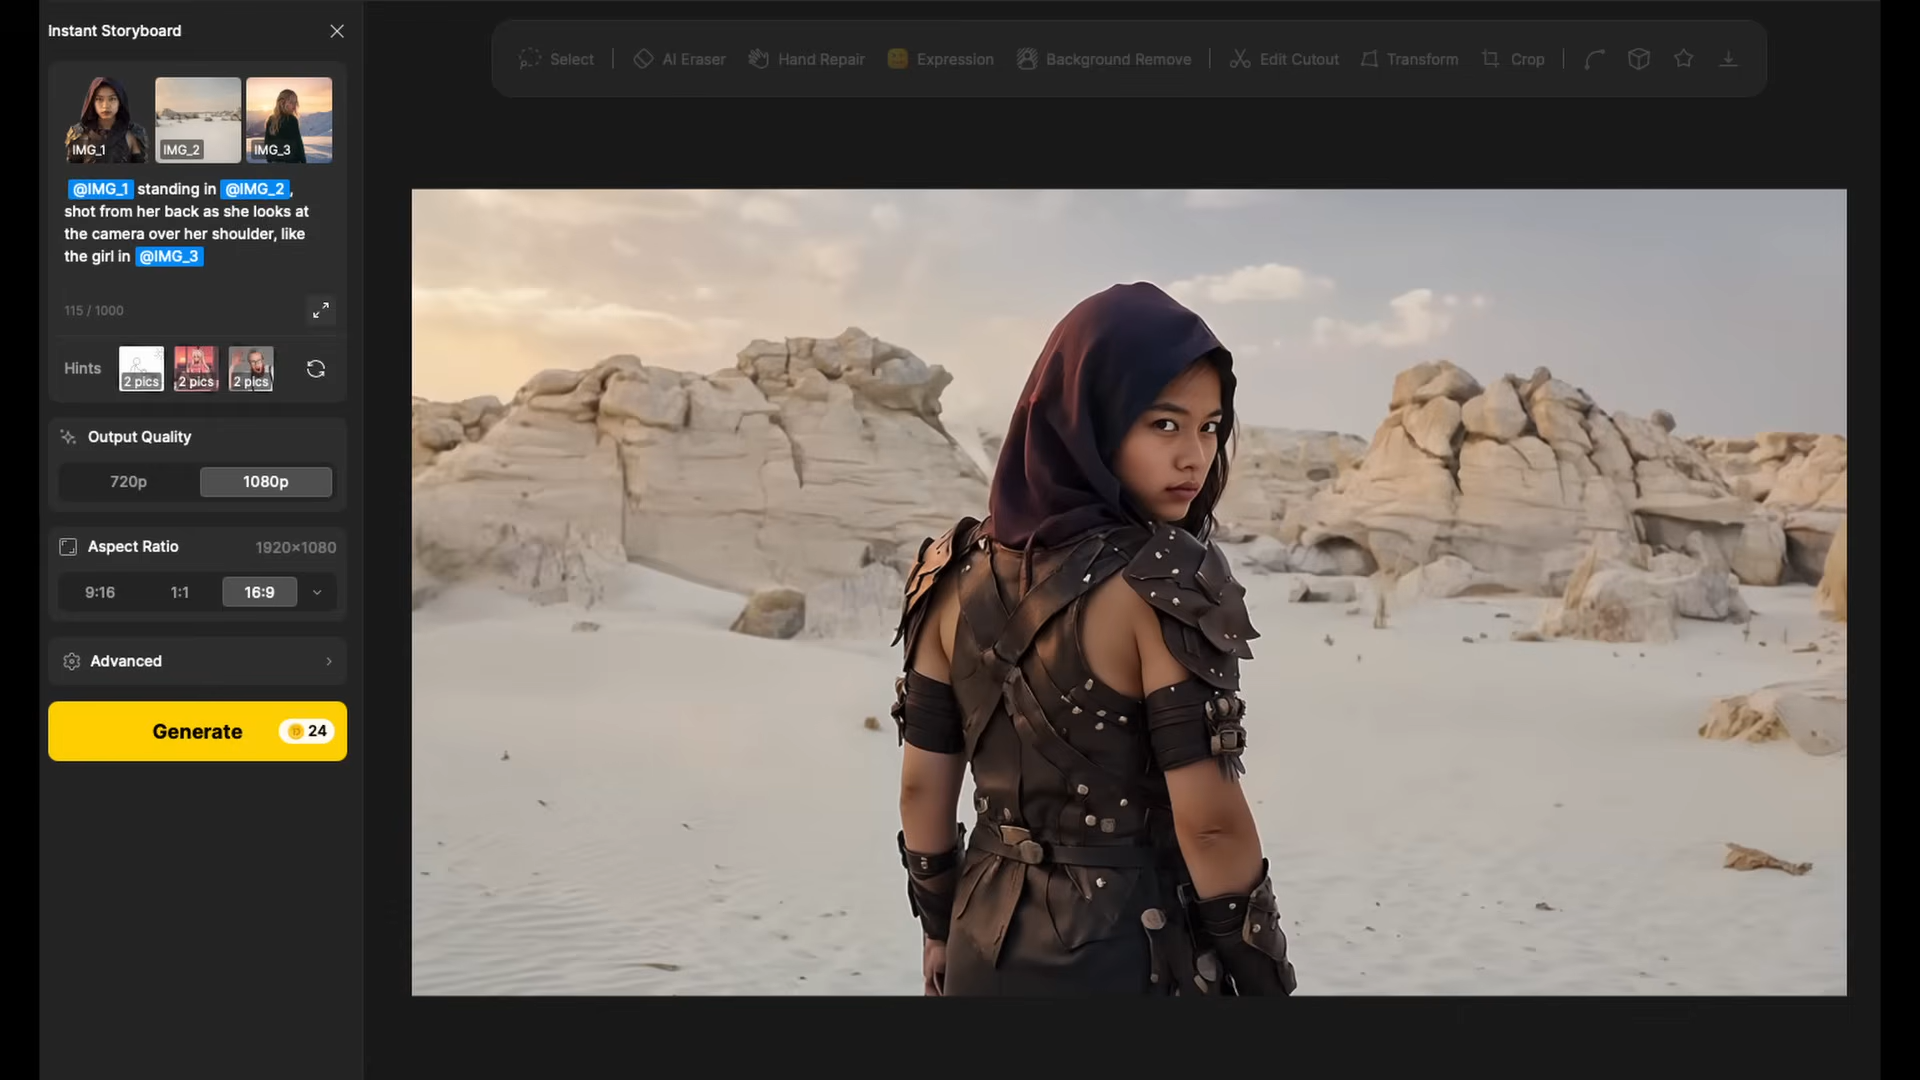 Instant Storyboard
Select
AI Eraser
Hand Repair
Expression
Background Remove
Edit Cutout
Transform
Crop
IMG_1
IMG_2
IMG_3
@IMG_1 standing in @IMG_2,
shot from her back as she looks at
the camera over her shoulder, like
the girl in @IMG_3
115 / 1000
Hints
2 pics
2 pics
2 pics
Output Quality
720p
1080p
Aspect Ratio
1920×1080
9:16
1:1
16:9
Advanced
Generate
24